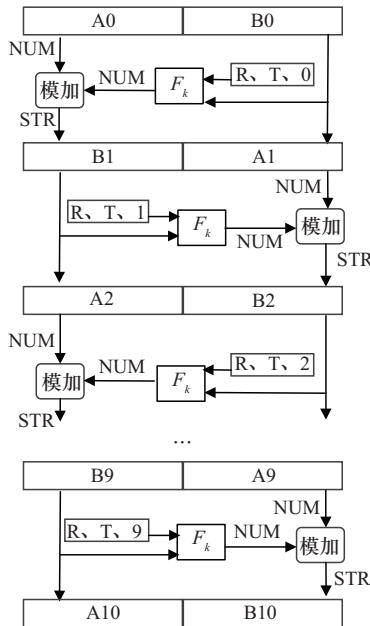 A0 B0
NUM
NUM
R、T、0
模加
F_k
STR
B1 A1
NUM
R、T、1
F_k
模加
NUM
STR
A2 B2
NUM
NUM
R、T、2
模加
F_k
STR
...
B9 A9
NUM
R、T、9
F_k
NUM
模加
STR
A10 B10